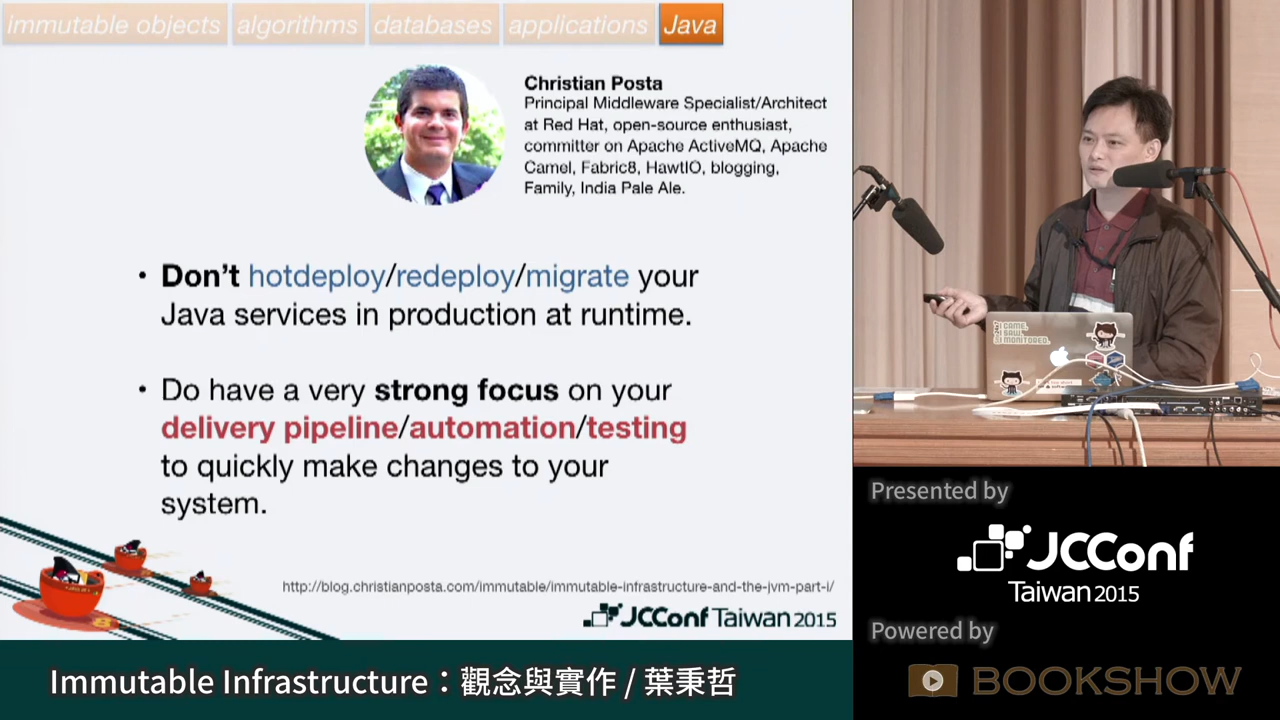 immutable objects algorithms databases applications Java
Christian Posta
Principal Middleware Specialist/Architect
at Red Hat, open-source enthusiast,
committer on Apache ActiveMQ, Apache
Camel, Fabric8, HawtIO, blogging,
Family, India Pale Ale.
• Don't hotdeploy/redeploy/migrate your
Java services in production at runtime.
• Do have a very strong focus on your
delivery pipeline/automation/testing
to quickly make changes to your
system.
http://blog.christianposta.com/immutable/immutable-infrastructure-and-the-jvm-part-i/
JCConf Taiwan 2015
I CAME,
I SAW,
I MONITORED.
Presented by
JCConf
Taiwan 2015
Powered by
BOOKSHOW
Immutable Infrastructure：觀念與實作 / 葉秉哲